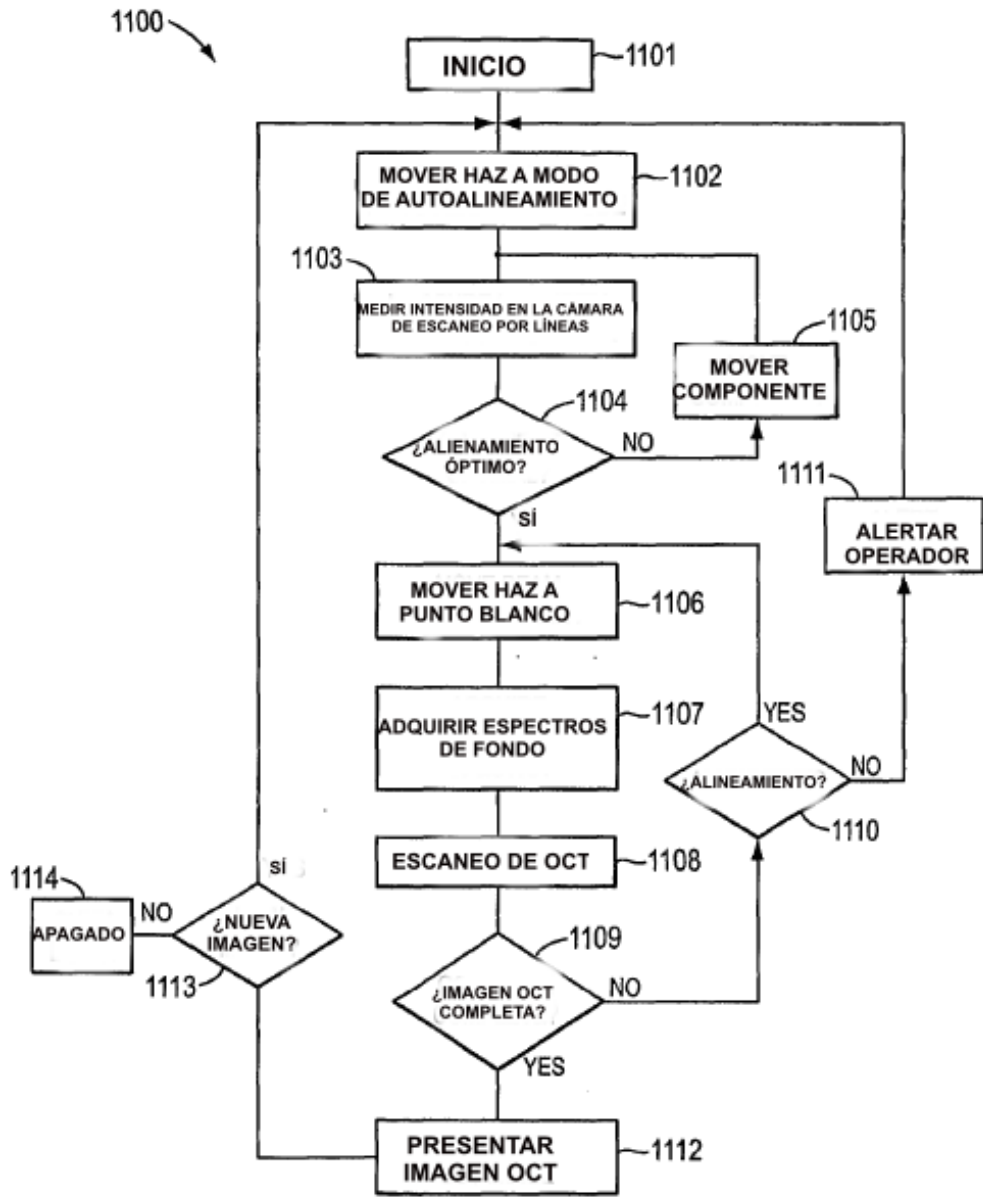 1100
INICIO
1101
MOVER HAZ A MODO
DE AUTOALINEAMIENTO
1102
1103
MEDIR INTENSIDAD EN LA CÁMARA
DE ESCANEO POR LÍNEAS
1105
MOVER
COMPONENTE
1104
¿ALIENAMIENTO
ÓPTIMO?
NO
SÍ
1111
ALERTAR
OPERADOR
MOVER HAZ A
PUNTO BLANCO
1106
ADQUIRIR ESPECTROS
DE FONDO
1107
YES
¿ALINEAMIENTO?
NO
1110
ESCANEO DE OCT
1108
SÍ
1114
APAGADO
NO
¿NUEVA
IMAGEN?
1113
1109
¿IMAGEN OCT
COMPLETA?
NO
YES
PRESENTAR
IMAGEN OCT
1112